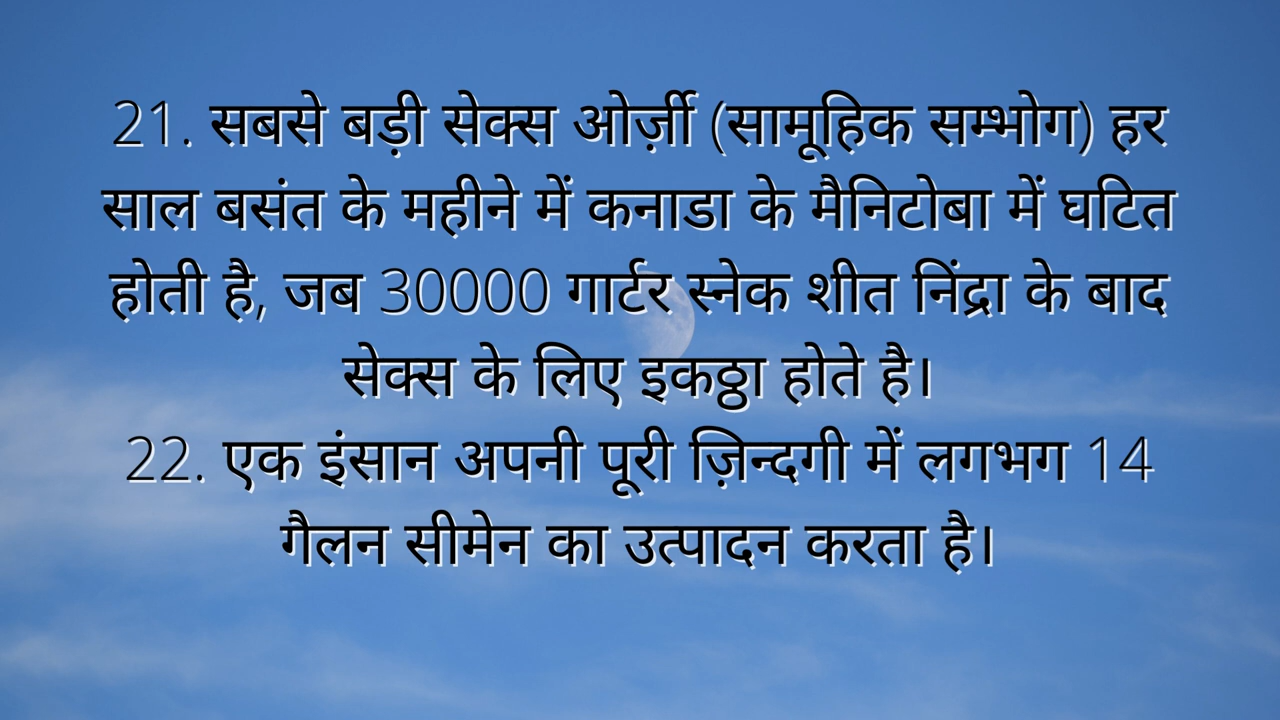 21. सबसे बड़ी सेक्स ओर्ज़ी (सामूहिक सम्भोग) हर
साल बसंत के महीने में कनाडा के मैनिटोबा में घटित
होती है, जब 30000 गार्टर स्नेक शीत निंद्रा के बाद
सेक्स के लिए इकठ्ठा होते है।
22. एक इंसान अपनी पूरी ज़िन्दगी में लगभग 14
गैलन सीमेन का उत्पादन करता है।